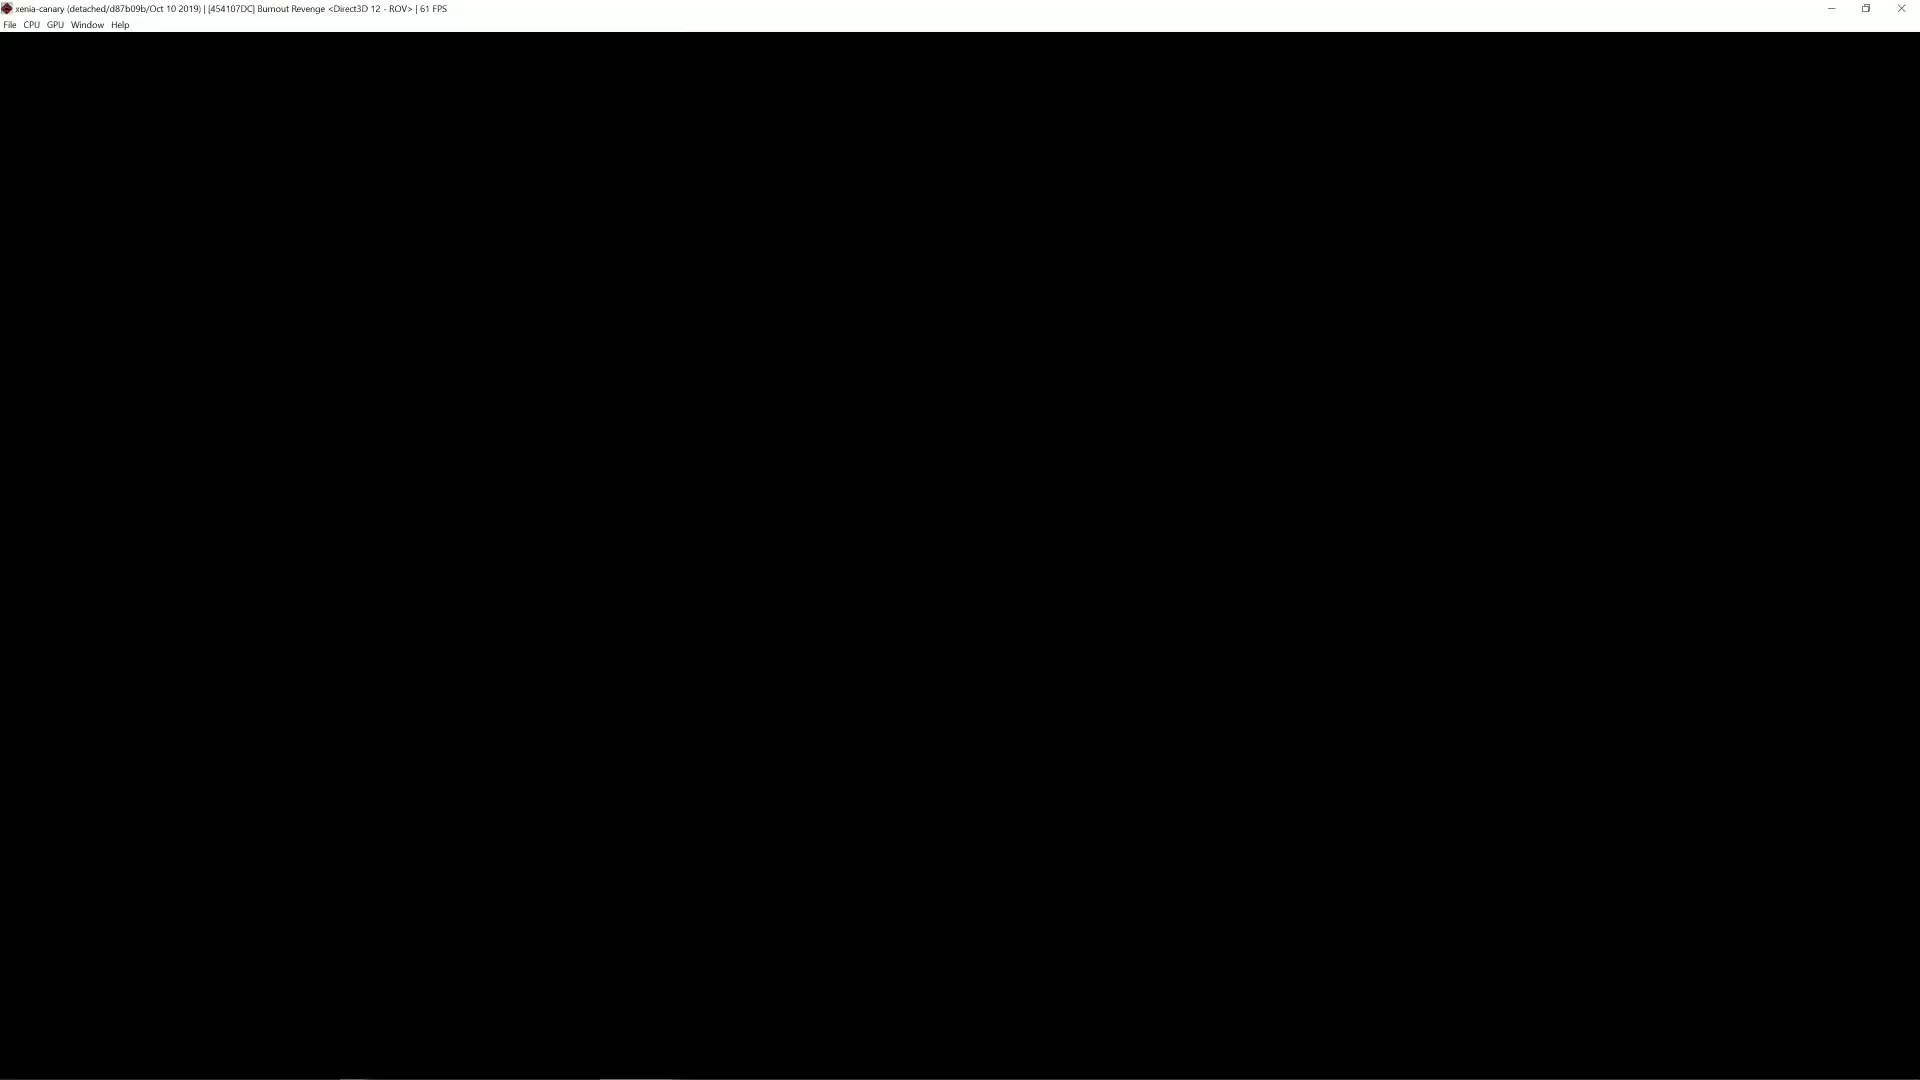 xenia-canary (detached/d87b09b/Oct 10 2019) | [454107DC] Burnout Revenge <Direct3D 12 - ROV> | 61 FPS
File CPU GPU Window Help